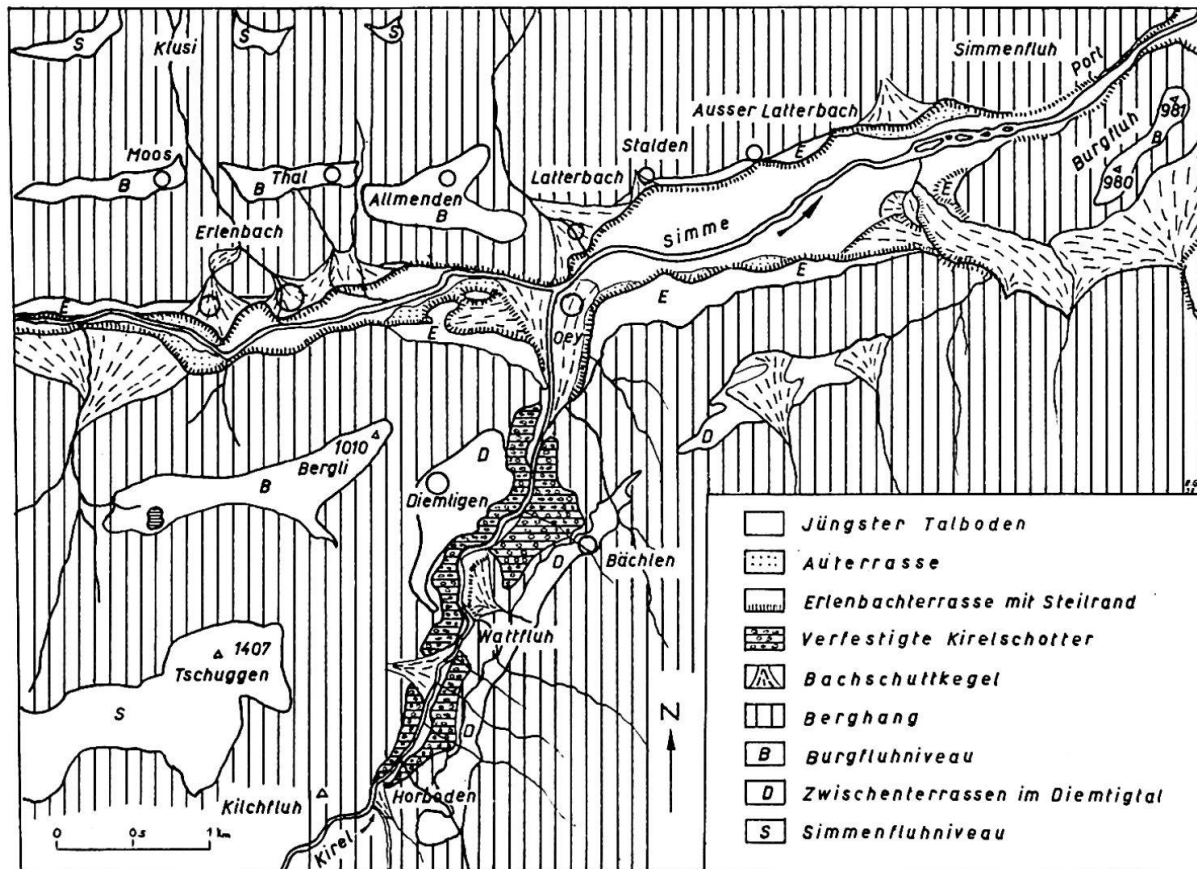 S
Klusi
S
S
Simmenfluh
Port
981
Burgfluh
B
980
Ausser Latterbach
E
Stalden
Moos
B
B
Thal
Allmenden
B
Latterbach
Erlenbach
Simme
E
E
E
E
E
Oey
D
1010
Bergli
B
D
Diemtigen
D
Bächlen
Wattfluh
1407
Tschuggen
S
D
Kilchfluh
Horboden
Kirel
N
0 0.5 1 km
Jüngster Talboden
Auterrasse
Erlenbachterrasse mit Steilrand
Verfestigte Kirelschotter
Bachschuttkegel
Berghang
B Burgfluhniveau
D Zwischenterrassen im Diemtigtal
S Simmenfluhniveau